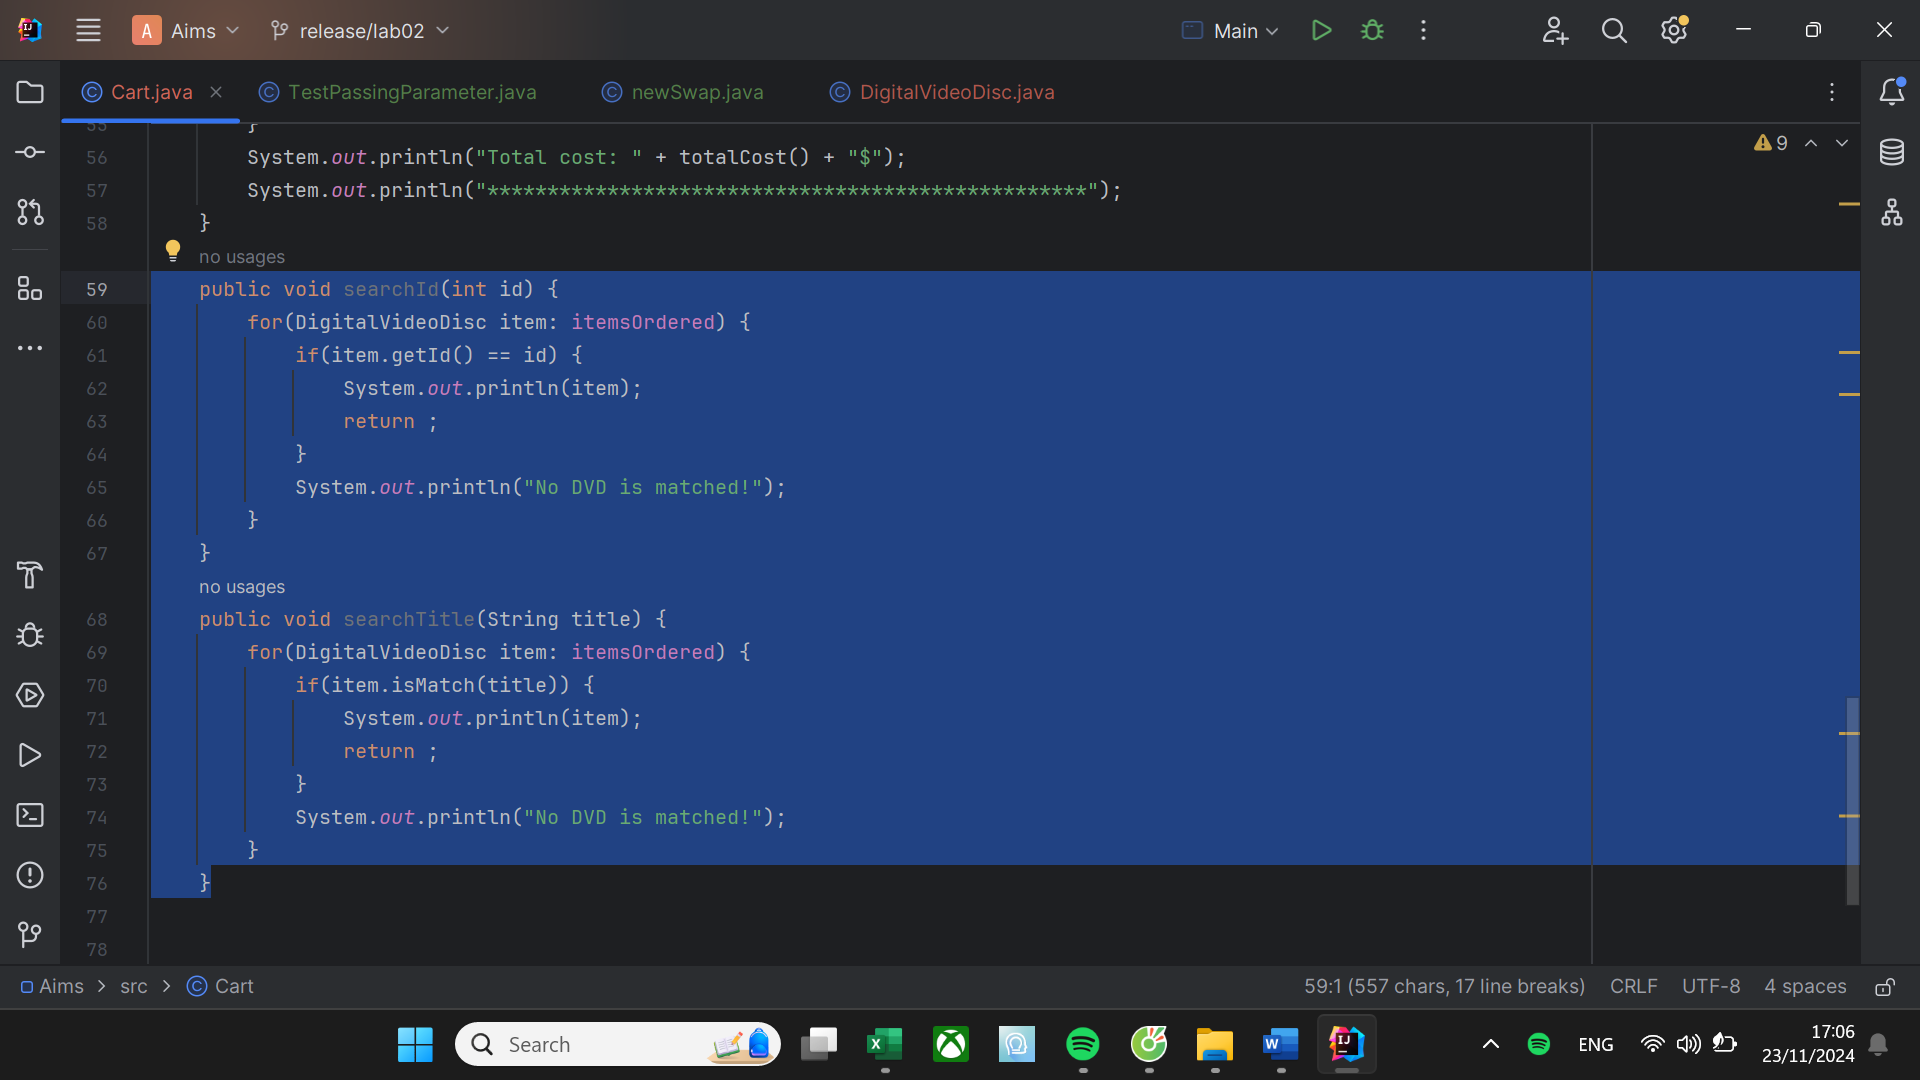 A Aims release/lab02 Main
Cart.java TestPassingParameter.java newSwap.java DigitalVideoDisc.java
55 }
9
56 System.out.println("Total cost: " + totalCost() + "$");
57 System.out.println("**************************************************");
58 }
no usages
59 public void searchId(int id) {
60 for(DigitalVideoDisc item: itemsOrdered) {
61 if(item.getId() == id) {
62 System.out.println(item);
63 return ;
64 }
65 System.out.println("No DVD is matched!");
66 }
67 }
no usages
68 public void searchTitle(String title) {
69 for(DigitalVideoDisc item: itemsOrdered) {
70 if(item.isMatch(title)) {
71 System.out.println(item);
72 return ;
73 }
74 System.out.println("No DVD is matched!");
75 }
76 }
77
78
Aims > src > Cart 59:1 (557 chars, 17 line breaks) CRLF UTF-8 4 spaces
Search ENG 17:06
23/11/2024